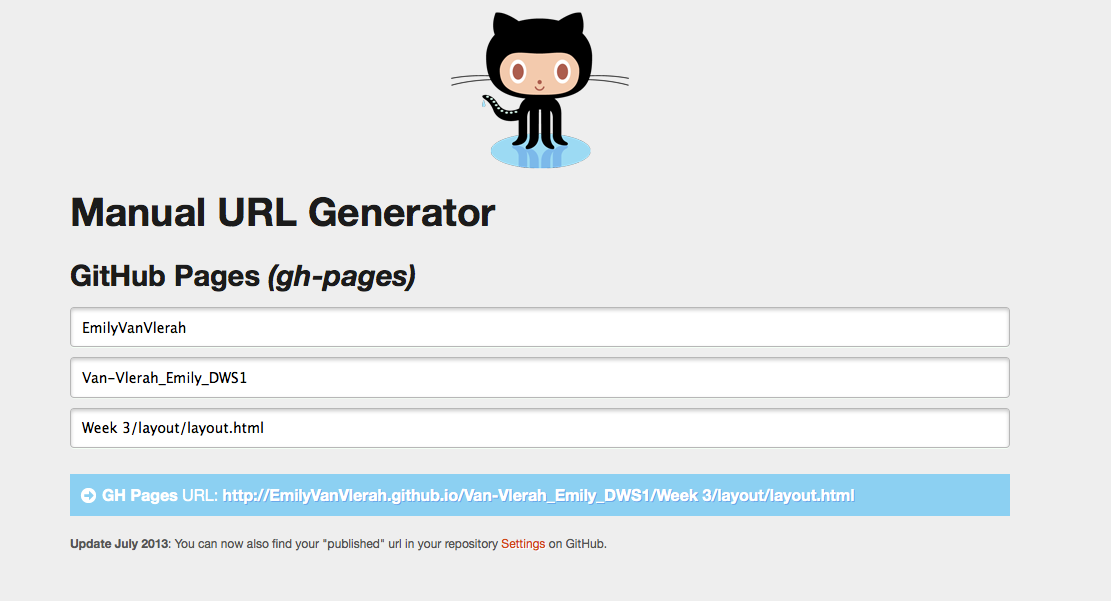 Manual URL Generator
GitHub Pages (gh-pages)
EmilyVanVlerah
Van-Vlerah_Emily_DWS1
Week 3/layout/layout.html
GH Pages URL: http://EmilyVanVlerah.github.io/Van-Vlerah_Emily_DWS1/Week 3/layout/layout.html
Update July 2013: You can now also find your "published" url in your repository Settings on GitHub.